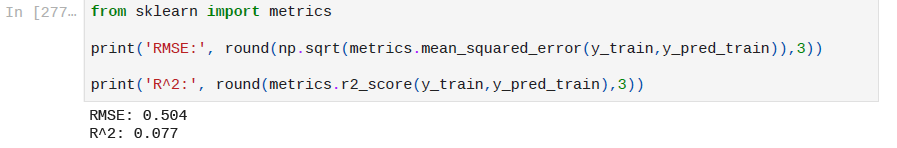 In [277…
from sklearn import metrics
print('RMSE:', round(np.sqrt(metrics.mean_squared_error(y_train,y_pred_train)),3))
print('R^2:', round(metrics.r2_score(y_train,y_pred_train),3))
RMSE: 0.504
R^2: 0.077